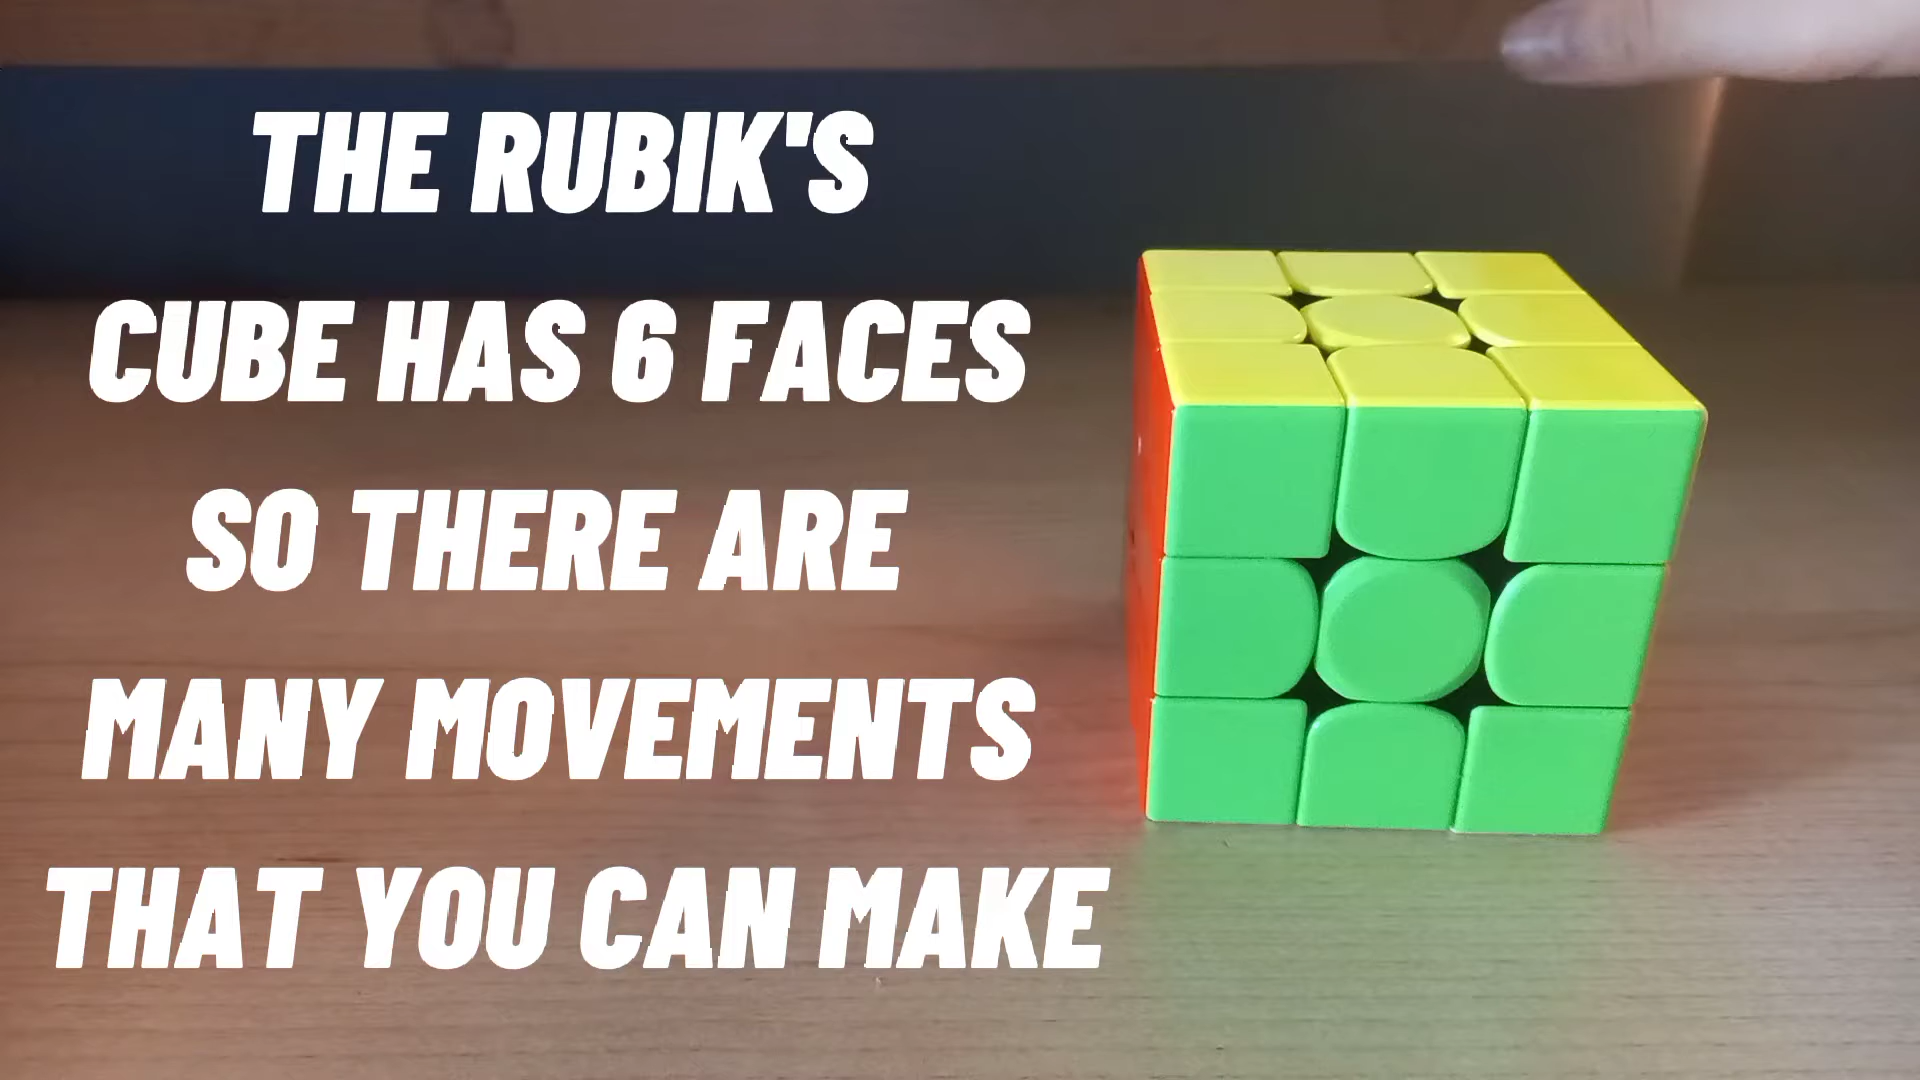 THE RUBIK'S
CUBE HAS 6 FACES
SO THERE ARE
MANY MOVEMENTS
THAT YOU CAN MAKE